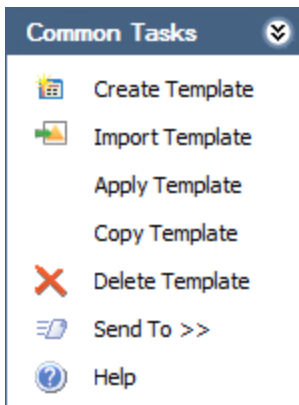 Common Tasks
Create Template
Import Template
Apply Template
Copy Template
Delete Template
Send To >>
Help